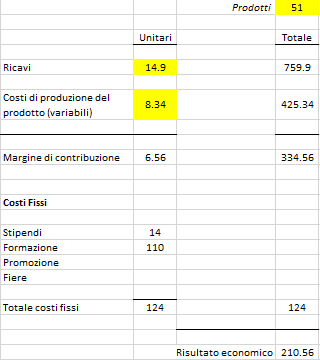 Prodotti 51
Unitari Totale
Ricavi 14.9 759.9
Costi di produzione del
prodotto (variabili) 8.34 425.34
Margine di contribuzione 6.56 334.56
Costi Fissi
Stipendi 14
Formazione 110
Promozione
Fiere
Totale costi fissi 124 124
Risultato economico 210.56